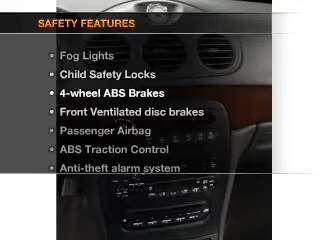 SAFETY FEATURES
• Fog Lights
• Child Safety Locks
• 4-wheel ABS Brakes
• Front Ventilated disc brakes
• Passenger Airbag
• ABS Traction Control
• Anti-theft alarm system